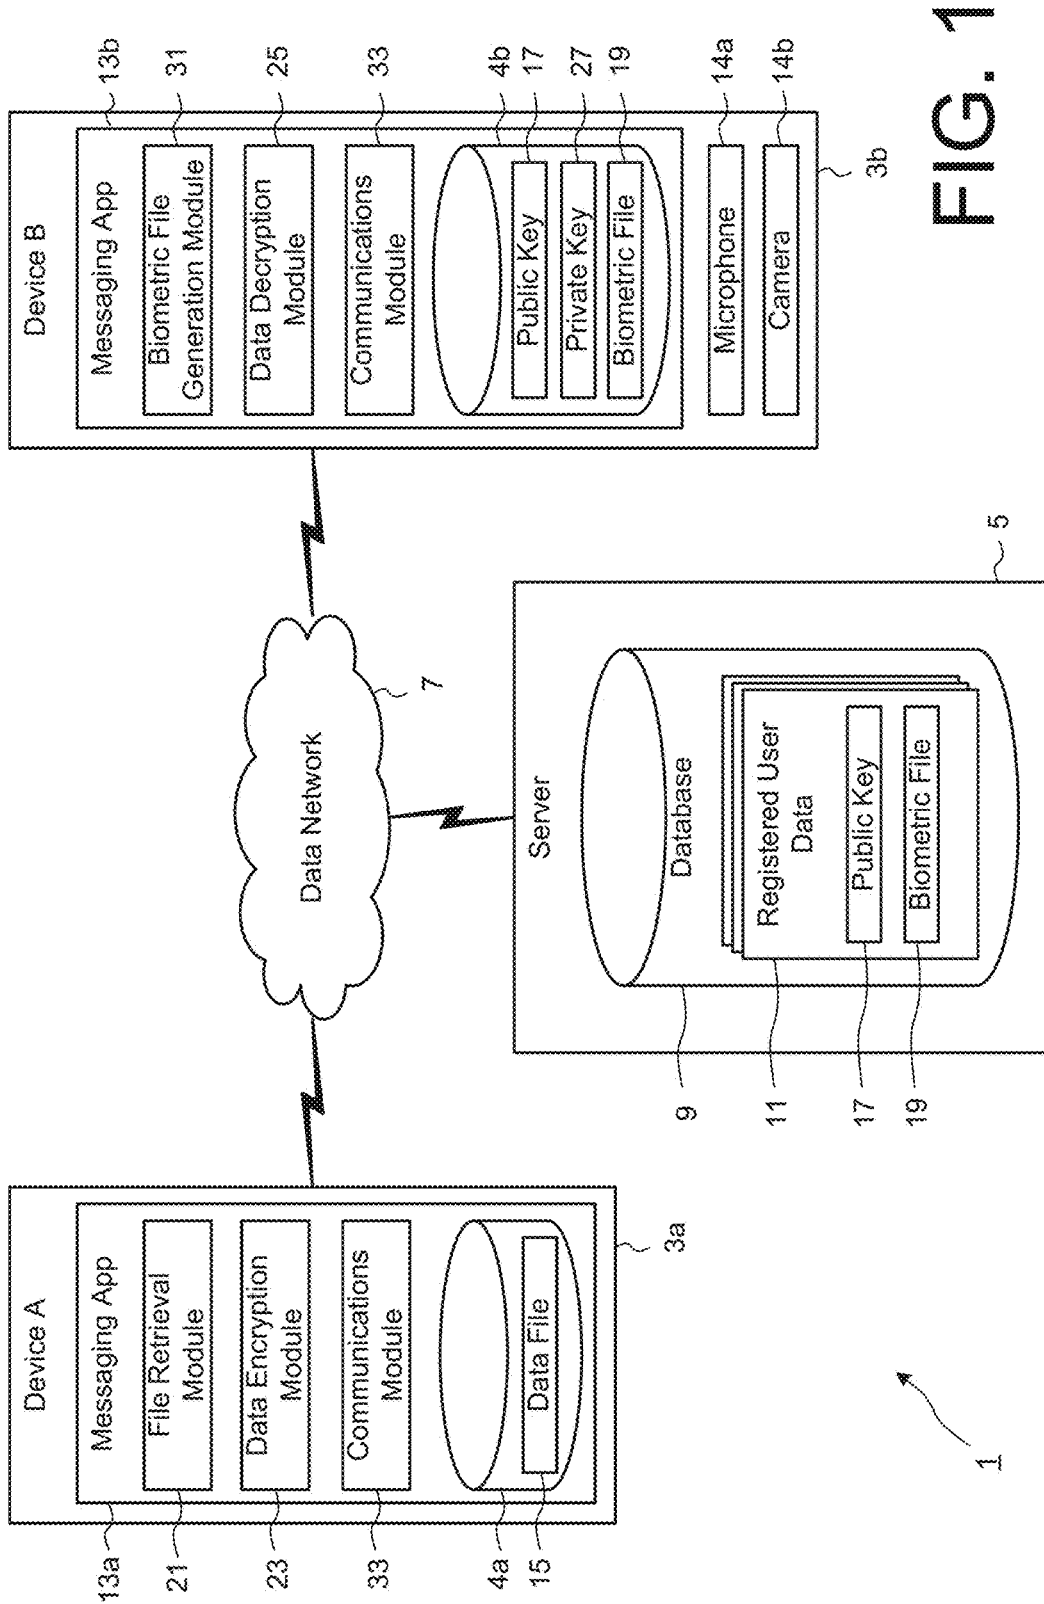 Device A
Messaging App
File Retrieval
Module
Data Encryption
Module
Communications
Module
Data File
13a
21
23
33
4a
15
3a
1
Data Network
7
Server
Database
Registered User
Data
Public Key
Biometric File
9
11
17
19
5
Device B
Messaging App
Biometric File
Generation Module
Data Decryption
Module
Communications
Module
Public Key
Private Key
Biometric File
Microphone
Camera
13b
31
25
33
4b
17
27
19
14a
14b
3b
FIG. 1